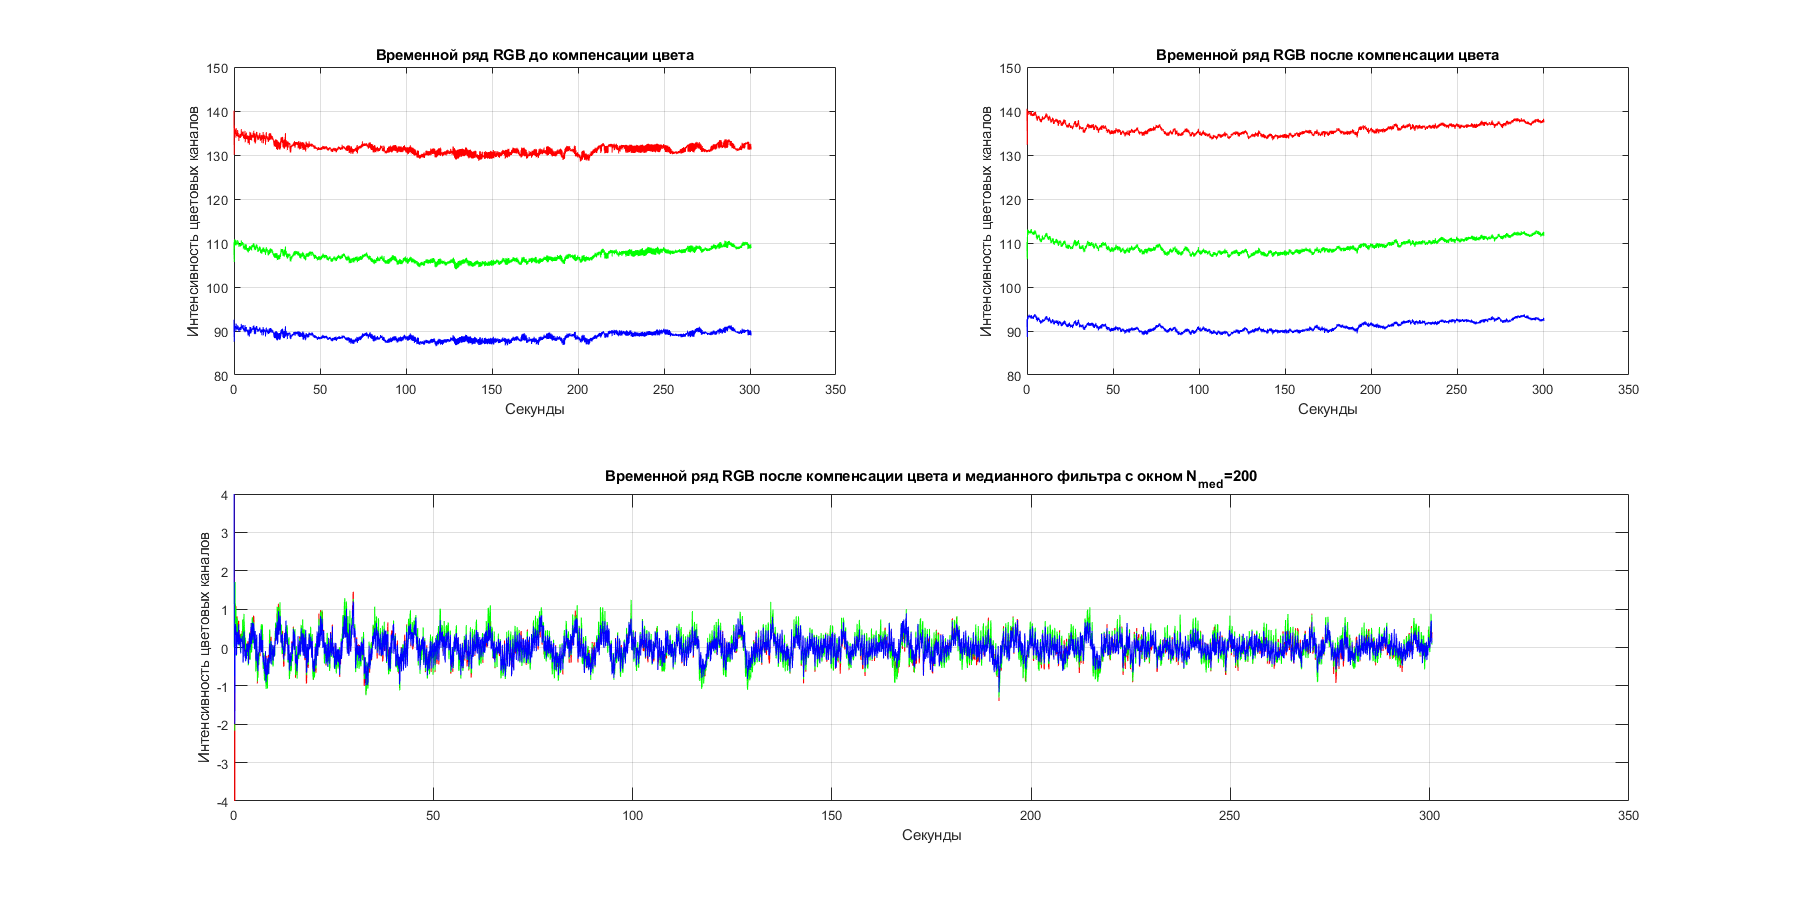 Временной ряд RGB до компенсации цвета
150
140
130
120
110
100
90
80
Интенсивность цветовых каналов
0 50 100 150 200 250 300 350
Секунды
Временной ряд RGB после компенсации цвета
150
140
130
120
110
100
90
80
Интенсивность цветовых каналов
0 50 100 150 200 250 300 350
Секунды
Временной ряд RGB после компенсации цвета и медианного фильтра с окном N_med=200
4
3
2
1
0
-1
-2
-3
-4
Интенсивность цветовых каналов
0 50 100 150 200 250 300 350
Секунды